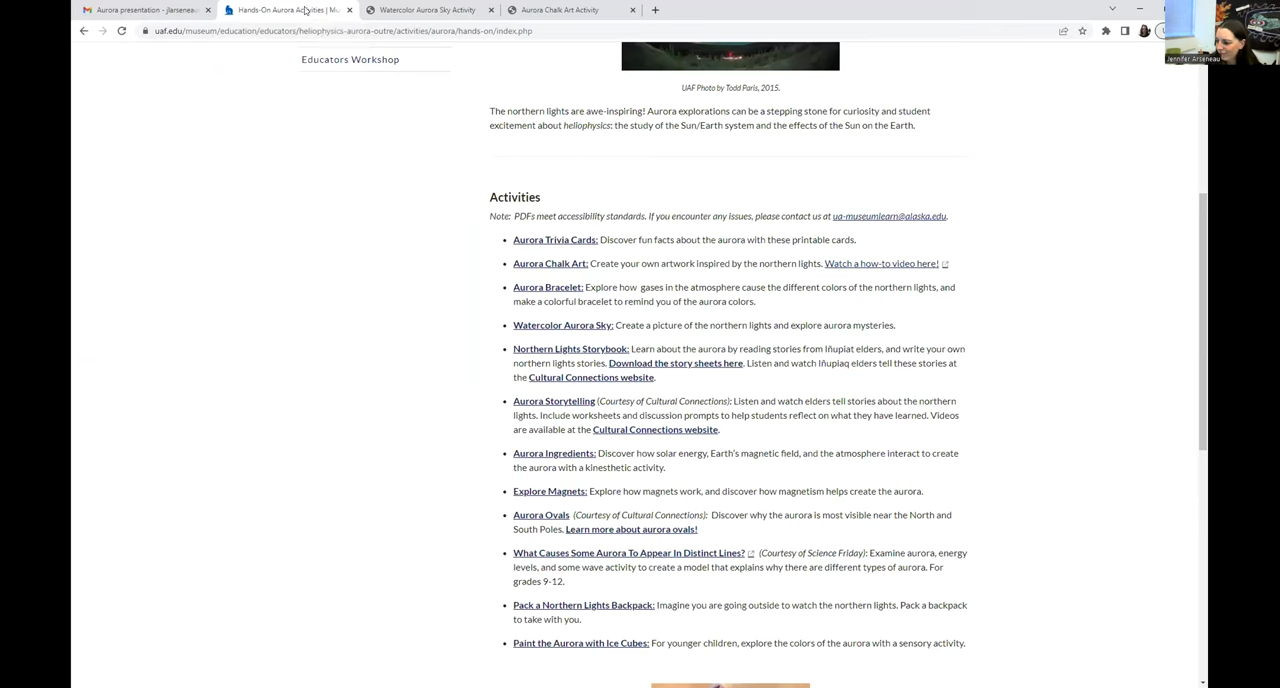 Aurora presentation - jlarseneau
Hands-On Aurora Activities | Mu
Watercolor Aurora Sky Activity
Aurora Chalk Art Activity
uaf.edu/museum/education/educators/heliophysics-aurora-outre/activities/aurora/hands-on/index.php
Jennifer Arseneau
Educators Workshop
UAF Photo by Todd Paris, 2015.
The northern lights are awe-inspiring! Aurora explorations can be a stepping stone for curiosity and student
excitement about heliophysics: the study of the Sun/Earth system and the effects of the Sun on the Earth.
Activities
Note: PDFs meet accessibility standards. If you encounter any issues, please contact us at ua-museumlearn@alaska.edu.
• Aurora Trivia Cards: Discover fun facts about the aurora with these printable cards.
• Aurora Chalk Art: Create your own artwork inspired by the northern lights. Watch a how-to video here!
• Aurora Bracelet: Explore how gases in the atmosphere cause the different colors of the northern lights, and
make a colorful bracelet to remind you of the aurora colors.
• Watercolor Aurora Sky: Create a picture of the northern lights and explore aurora mysteries.
• Northern Lights Storybook: Learn about the aurora by reading stories from Iñupiat elders, and write your own
northern lights stories. Download the story sheets here. Listen and watch Iñupiaq elders tell these stories at
the Cultural Connections website.
• Aurora Storytelling (Courtesy of Cultural Connections): Listen and watch elders tell stories about the northern
lights. Include worksheets and discussion prompts to help students reflect on what they have learned. Videos
are available at the Cultural Connections website.
• Aurora Ingredients: Discover how solar energy, Earth's magnetic field, and the atmosphere interact to create
the aurora with a kinesthetic activity.
• Explore Magnets: Explore how magnets work, and discover how magnetism helps create the aurora.
• Aurora Ovals (Courtesy of Cultural Connections): Discover why the aurora is most visible near the North and
South Poles. Learn more about aurora ovals!
• What Causes Some Aurora To Appear In Distinct Lines? (Courtesy of Science Friday): Examine aurora, energy
levels, and some wave activity to create a model that explains why there are different types of aurora. For
grades 9-12.
• Pack a Northern Lights Backpack: Imagine you are going outside to watch the northern lights. Pack a backpack
to take with you.
• Paint the Aurora with Ice Cubes: For younger children, explore the colors of the aurora with a sensory activity.